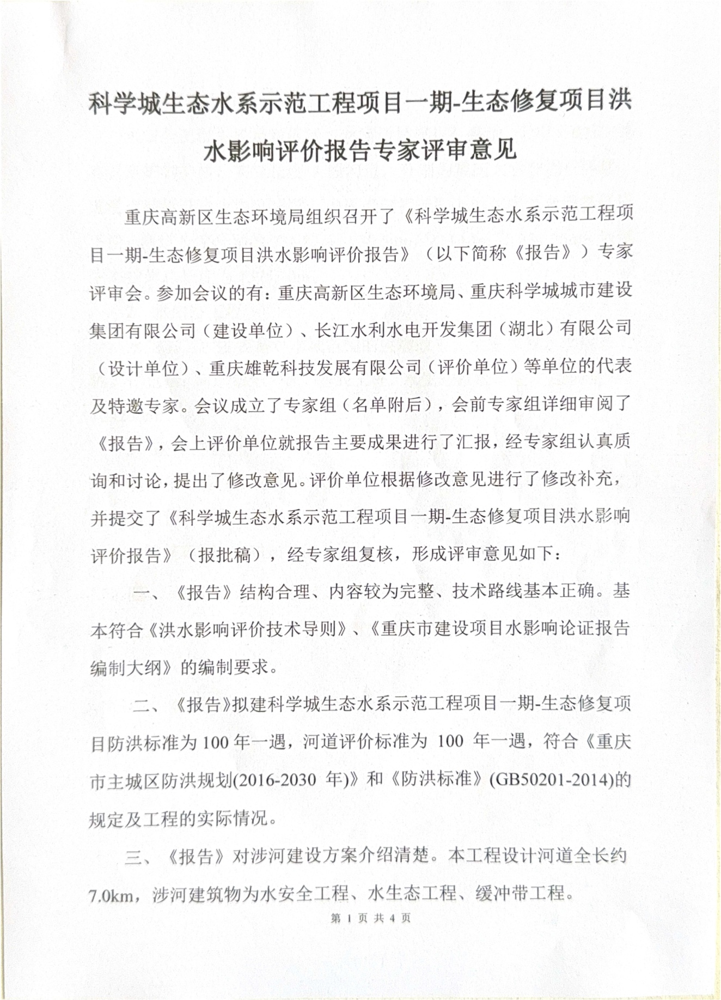 科学城生态水系示范工程项目一期-生态修复项目洪
水影响评价报告专家评审意见
重庆高新区生态环境局组织召开了《科学城生态水系示范工程项
目一期-生态修复项目洪水影响评价报告》（以下简称《报告》）专家
评审会。参加会议的有：重庆高新区生态环境局、重庆科学城城市建设
集团有限公司（建设单位）、长江水利水电开发集团（湖北）有限公司
（设计单位）、重庆雄乾科技发展有限公司（评价单位）等单位的代表
及特邀专家。会议成立了专家组（名单附后），会前专家组详细审阅了
《报告》，会上评价单位就报告主要成果进行了汇报，经专家组认真质
询和讨论，提出了修改意见。评价单位根据修改意见进行了修改补充，
并提交了《科学城生态水系示范工程项目一期-生态修复项目洪水影响
评价报告》（报批稿），经专家组复核，形成评审意见如下：
一、《报告》结构合理、内容较为完整、技术路线基本正确。基
本符合《洪水影响评价技术导则》、《重庆市建设项目水影响论证报告
编制大纲》的编制要求。
二、《报告》拟建科学城生态水系示范工程项目一期-生态修复项
目防洪标准为100年一遇，河道评价标准为 100 年一遇，符合《重庆
市主城区防洪规划(2016-2030 年)》和《防洪标准》(GB50201-2014)的
规定及工程的实际情况。
三、《报告》对涉河建设方案介绍清楚。本工程设计河道全长约
7.0km，涉河建筑物为水安全工程、水生态工程、缓冲带工程。
第 1 页 共 4 页